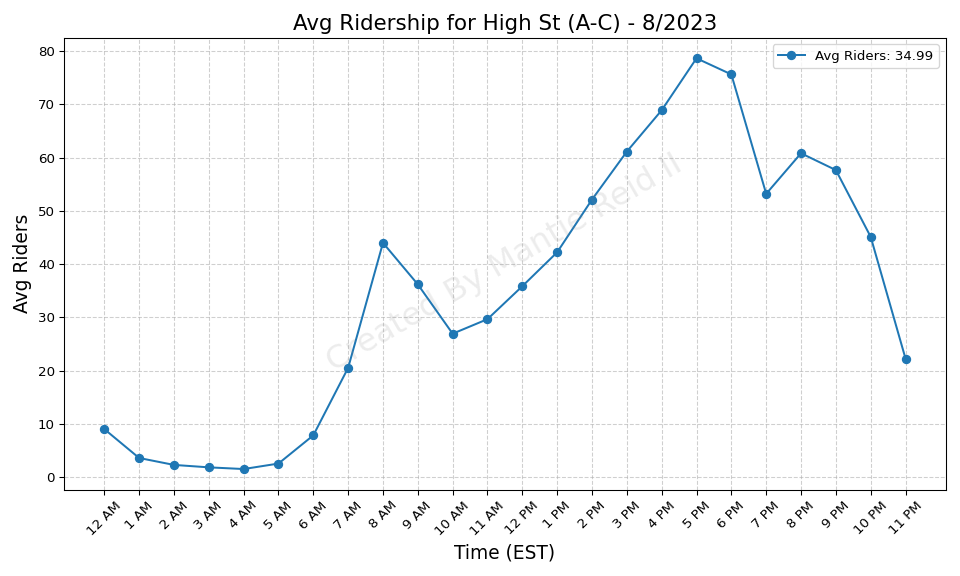 Avg Ridership for High St (A-C) - 8/2023
Avg Riders: 34.99
80
70
60
50
40
30
20
10
0
Avg Riders
Created By Mantie Reid II
12 AM
1 AM
2 AM
3 AM
4 AM
5 AM
6 AM
7 AM
8 AM
9 AM
10 AM
11 AM
12 PM
1 PM
2 PM
3 PM
4 PM
5 PM
6 PM
7 PM
8 PM
9 PM
10 PM
11 PM
Time (EST)